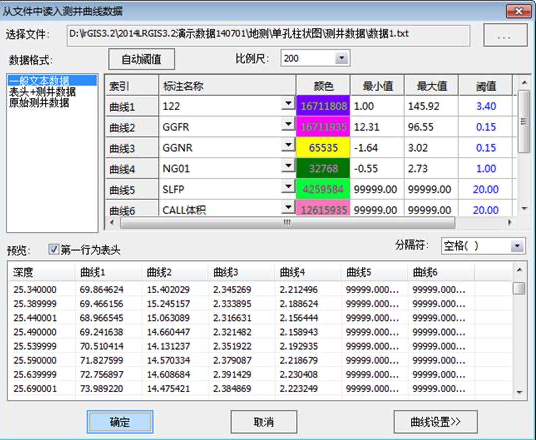 从文件中读入测井曲线数据
选择文件: D:\lrGIS3.2\2014LRGIS3.2演示数据140701\地测\单孔柱状图\测井数据\数据1.txt ...
数据格式: 自动阈值 比例尺: 200
一般文本数据
表头+测井数据
原始测井数据
索引 标注名称 颜色 最小值 最大值 阈值
曲线1 122 16711808 1.00 145.92 3.40
曲线2 GGFR 16711935 12.31 96.55 0.15
曲线3 GGNR 65535 -1.64 3.02 0.15
曲线4 NG01 32768 -0.55 2.73 1.00
曲线5 SLFP 4259584 99999.00 99999.00 20.00
曲线6 CALL体积 12615935 99999.00 99999.00 20.00
预览: 第一行为表头 分隔符: 空格( )
深度 曲线1 曲线2 曲线3 曲线4 曲线5 曲线6
25.340000 69.864624 15.402029 2.345269 2.212496 99999.000... 99999.000...
25.389999 69.466156 15.245157 2.333895 2.188624 99999.000... 99999.000...
25.440001 68.966545 15.063089 2.316631 2.156444 99999.000... 99999.000...
25.490000 69.241638 14.660447 2.321482 2.158943 99999.000... 99999.000...
25.539999 70.510414 14.131237 2.351922 2.192935 99999.000... 99999.000...
25.590000 71.827599 14.570334 2.379087 2.218679 99999.000... 99999.000...
25.639999 72.756897 14.608684 2.391429 2.230408 99999.000... 99999.000...
25.690001 73.989220 14.475421 2.384869 2.223249 99999.000... 99999.000...
确定 取消 曲线设置>>